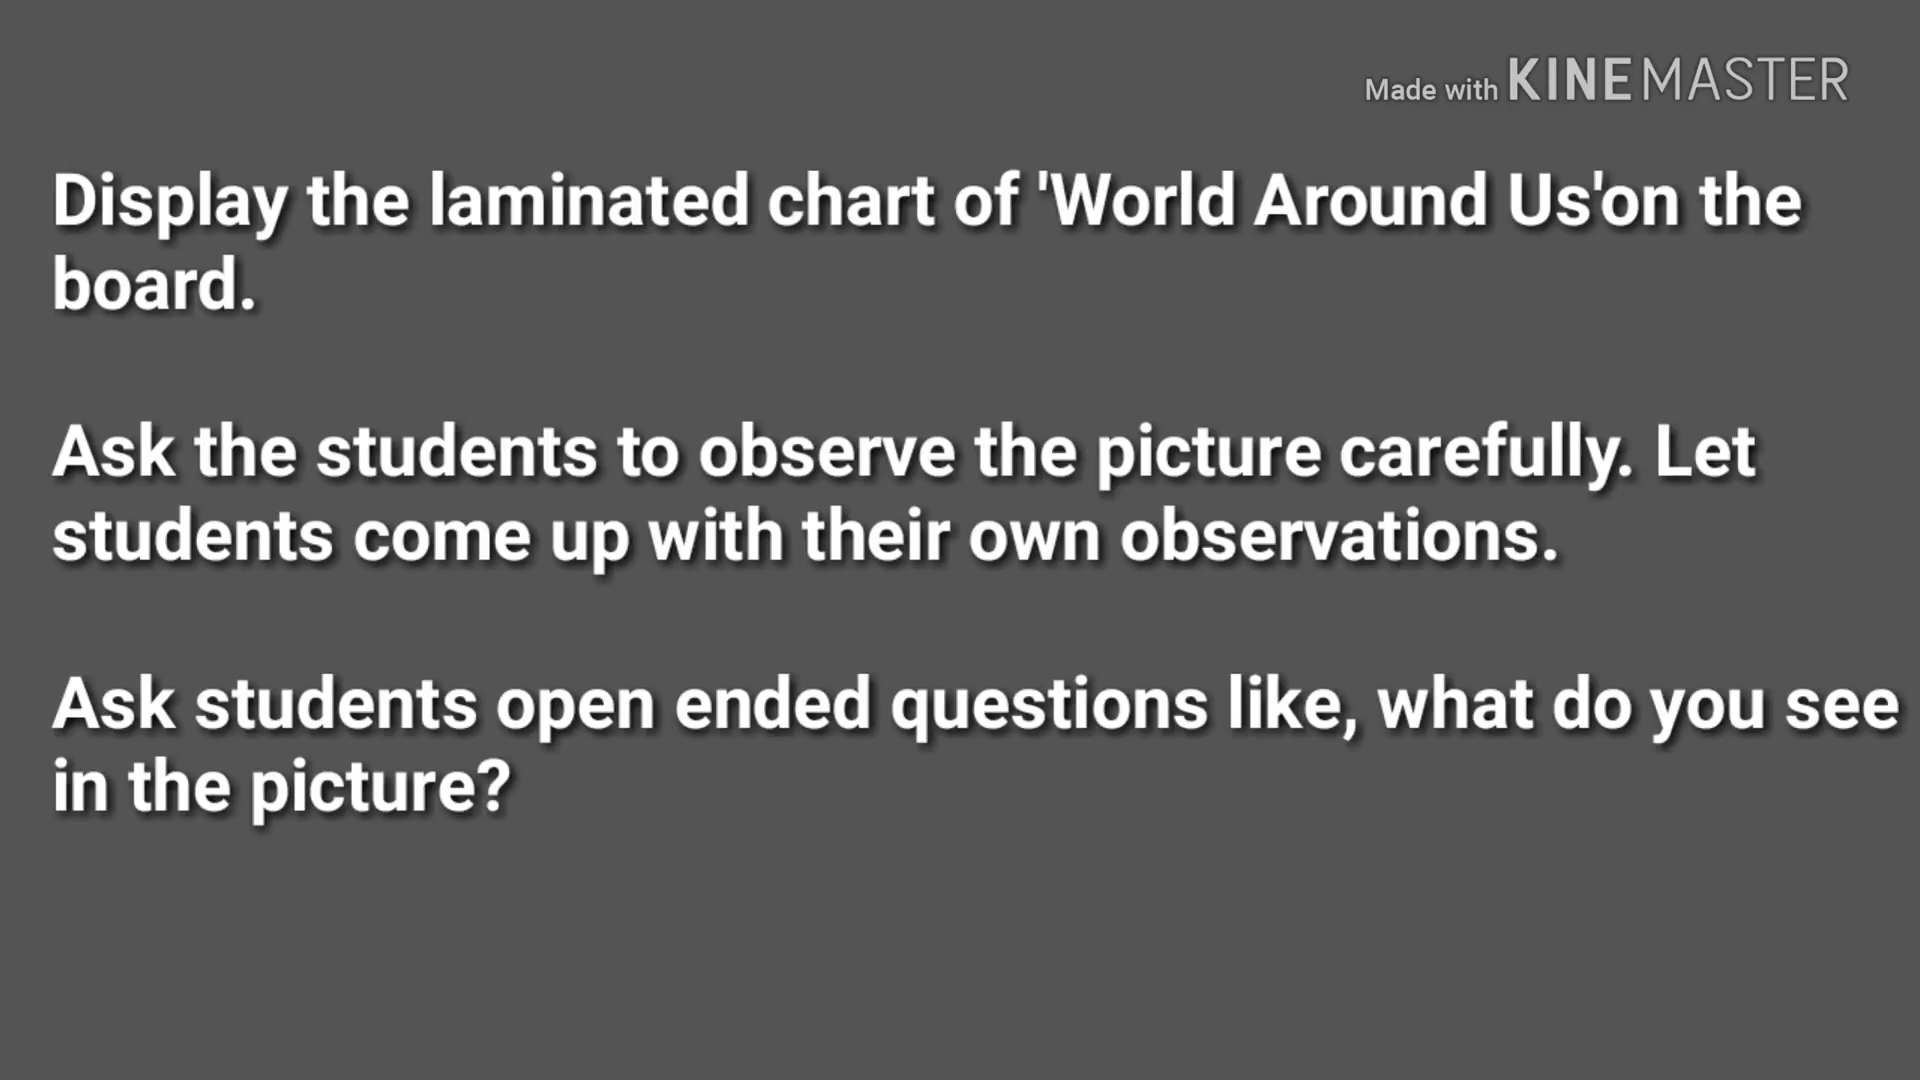 Made with KINEMASTER
Display the laminated chart of 'World Around Us'on the
board.
Ask the students to observe the picture carefully. Let
students come up with their own observations.
Ask students open ended questions like, what do you see
in the picture?